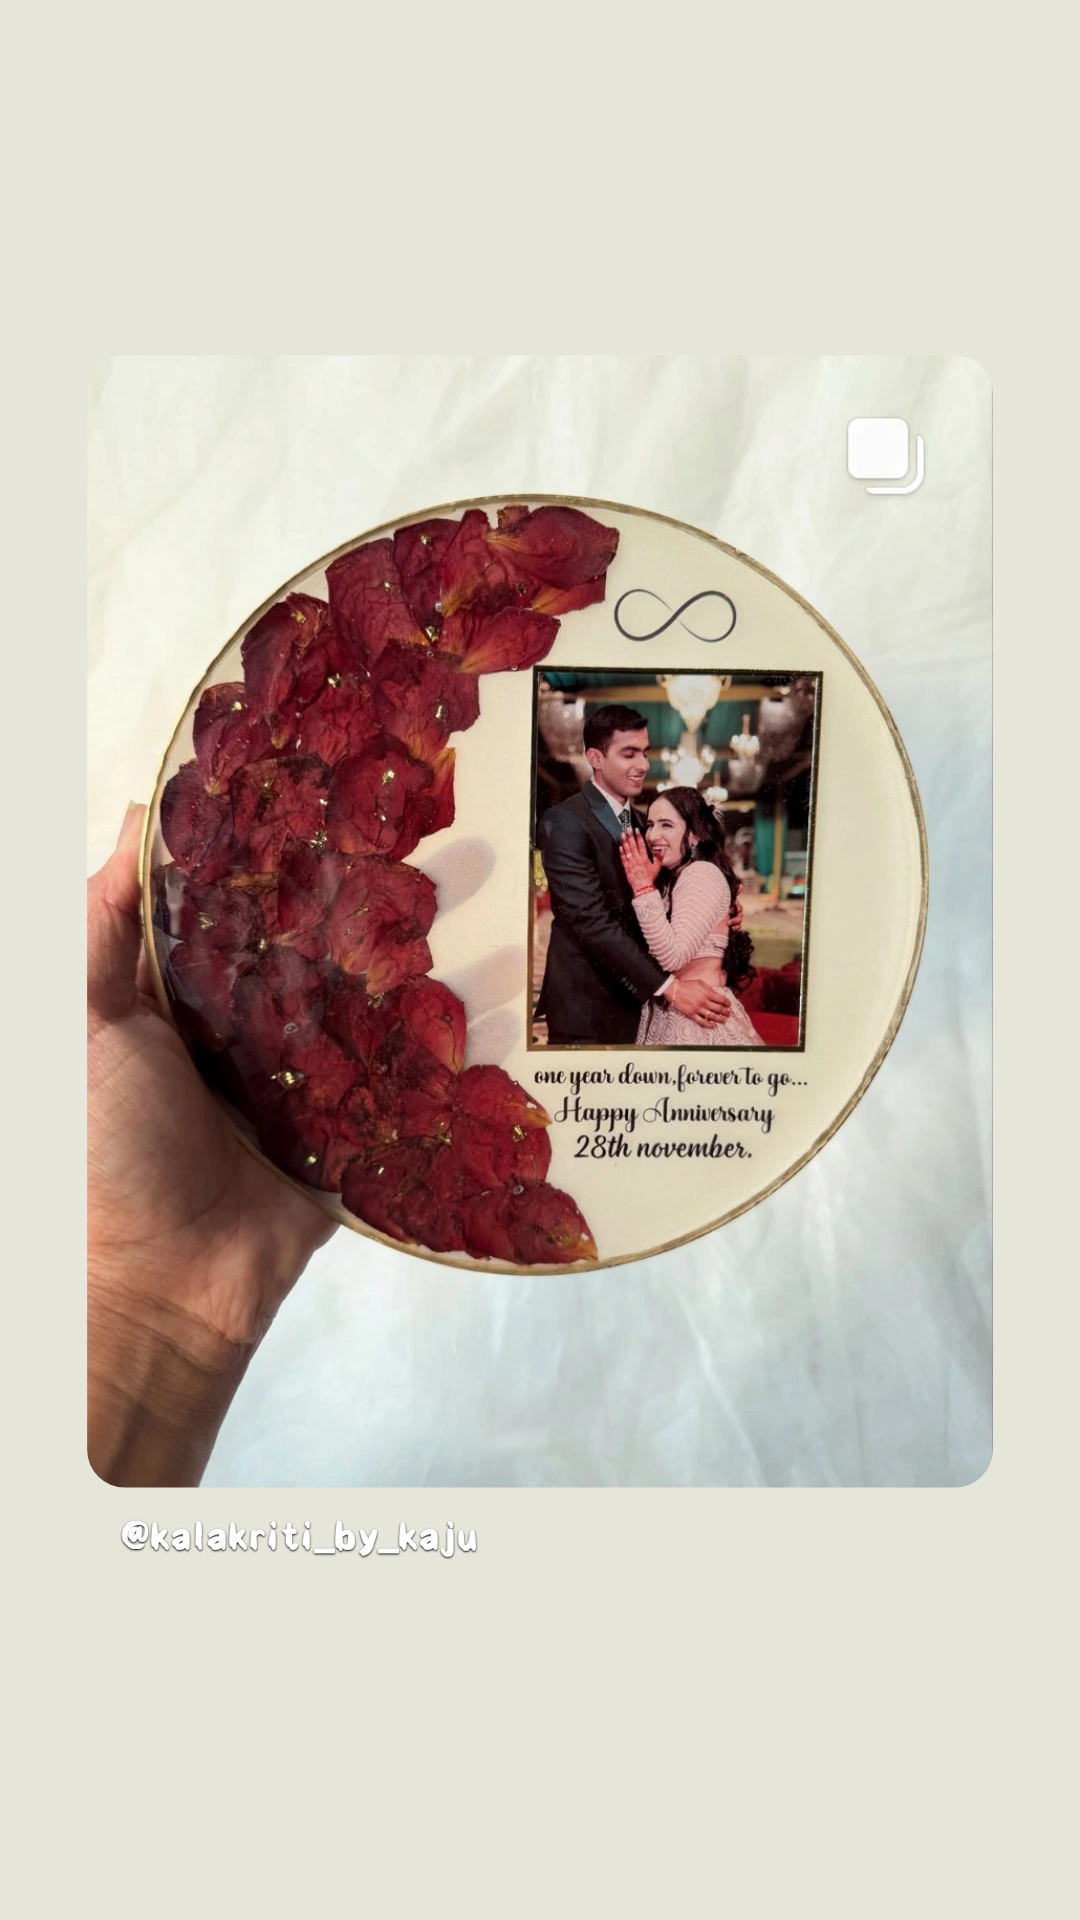 one year down, forever to go...
Happy Anniversary
28th november.
@kalakriti_by_kaju